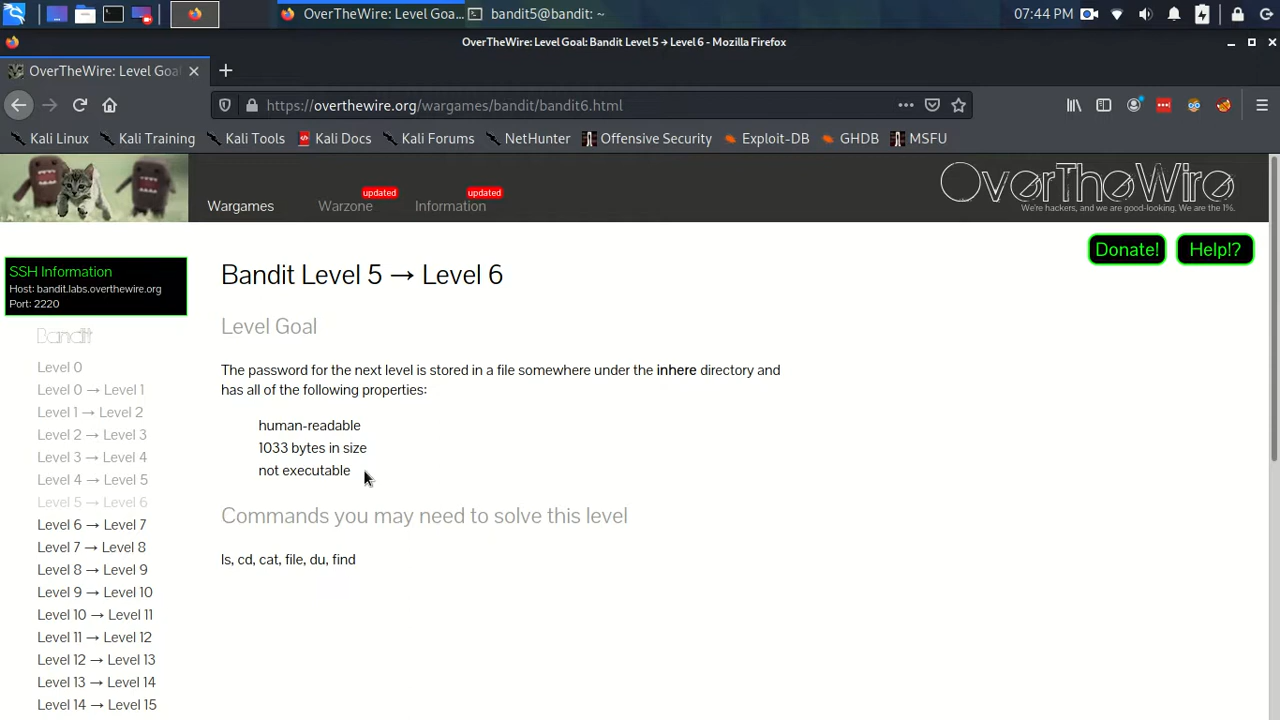 OverTheWire: Level Goa...
bandit5@bandit: ~
07:44 PM
OverTheWire: Level Goal: Bandit Level 5 → Level 6 - Mozilla Firefox
OverTheWire: Level Goal
https://overthewire.org/wargames/bandit/bandit6.html
Kali Linux
Kali Training
Kali Tools
Kali Docs
Kali Forums
NetHunter
Offensive Security
Exploit-DB
GHDB
MSFU
Wargames
Warzone
updated
Information
updated
OverTheWire
We're hackers, and we are good-looking. We are the 1%.
Donate!
Help!?
SSH Information
Host: bandit.labs.overthewire.org
Port: 2220
Bandit
Level 0
Level 0 → Level 1
Level 1 → Level 2
Level 2 → Level 3
Level 3 → Level 4
Level 4 → Level 5
Level 5 → Level 6
Level 6 → Level 7
Level 7 → Level 8
Level 8 → Level 9
Level 9 → Level 10
Level 10 → Level 11
Level 11 → Level 12
Level 12 → Level 13
Level 13 → Level 14
Level 14 → Level 15
Bandit Level 5 → Level 6
Level Goal
The password for the next level is stored in a file somewhere under the inhere directory and
has all of the following properties:
human-readable
1033 bytes in size
not executable
Commands you may need to solve this level
ls, cd, cat, file, du, find